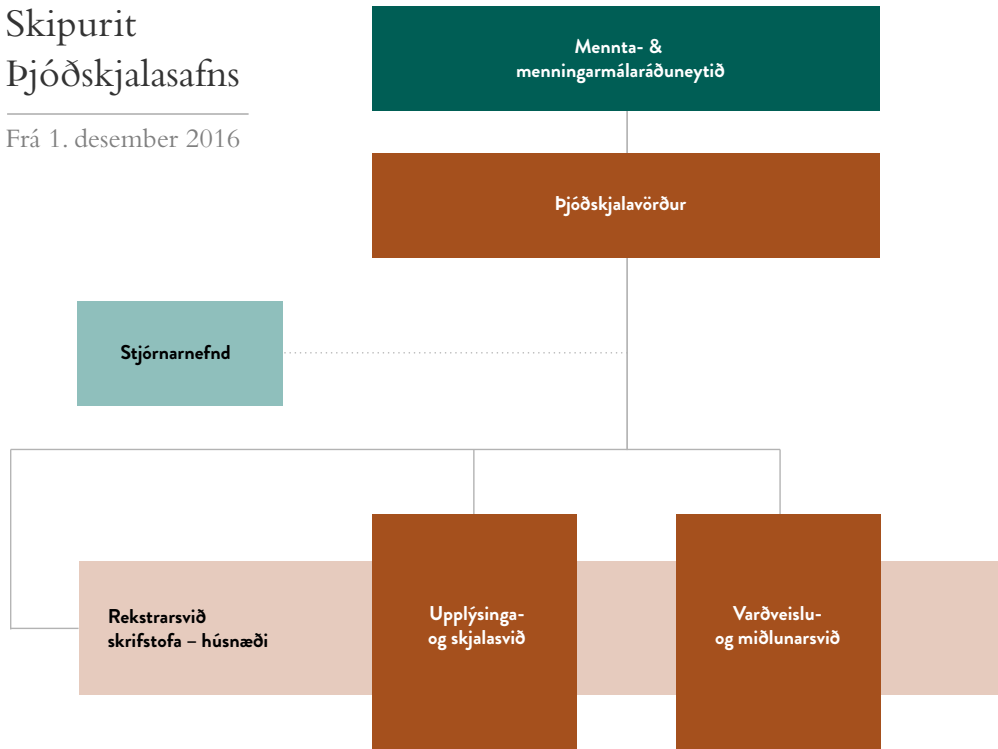 Skipurit
Þjóðskjalasafns
Frá 1. desember 2016
Mennta- &
menningarmálaráðuneytið
Þjóðskjalavörður
Stjórnarnefnd
Rekstrarsvið
skrifstofa – húsnæði
Upplýsinga-
og skjalasvið
Varðveislu-
og miðlunarsvið